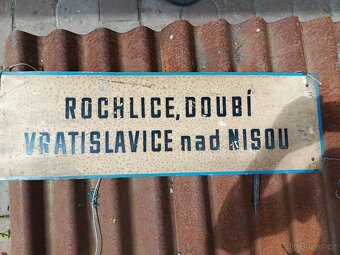 ROCHLICE, DOUBÍ
VRATISLAVICE nad NISOU